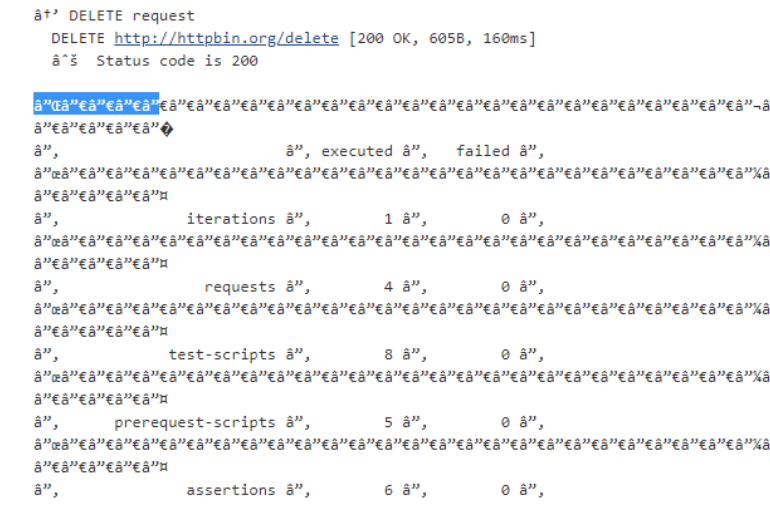 â†’ DELETE request
DELETE http://httpbin.org/delete [200 OK, 605B, 160ms]
âˆš Status code is 200
â”Œâ”€â”€â”€â”€â”€â”€â”€â”€â”€â”€â”€â”€â”€â”€â”€â”€â”€â”€â”€â”€â”€â”€â”€â”¬â
â”€â”€â”€â”€â”�
â”‚ â”‚ executed â”‚ failed â”‚
â”œâ”€â”€â”€â”€â”€â”€â”€â”€â”€â”€â”€â”€â”€â”€â”€â”€â”€â”€â”€â”€â”€â”€â”€â”¼â
â”€â”€â”€â”€â”¤
â”‚ iterations â”‚ 1 â”‚ 0 â”‚
â”œâ”€â”€â”€â”€â”€â”€â”€â”€â”€â”€â”€â”€â”€â”€â”€â”€â”€â”€â”€â”€â”€â”€â”€â”¼â
â”€â”€â”€â”€â”¤
â”‚ requests â”‚ 4 â”‚ 0 â”‚
â”œâ”€â”€â”€â”€â”€â”€â”€â”€â”€â”€â”€â”€â”€â”€â”€â”€â”€â”€â”€â”€â”€â”€â”€â”¼â
â”€â”€â”€â”€â”¤
â”‚ test-scripts â”‚ 8 â”‚ 0 â”‚
â”œâ”€â”€â”€â”€â”€â”€â”€â”€â”€â”€â”€â”€â”€â”€â”€â”€â”€â”€â”€â”€â”€â”€â”€â”¼â
â”€â”€â”€â”€â”¤
â”‚ prerequest-scripts â”‚ 5 â”‚ 0 â”‚
â”œâ”€â”€â”€â”€â”€â”€â”€â”€â”€â”€â”€â”€â”€â”€â”€â”€â”€â”€â”€â”€â”€â”€â”€â”¼â
â”€â”€â”€â”€â”¤
â”‚ assertions â”‚ 6 â”‚ 0 â”‚